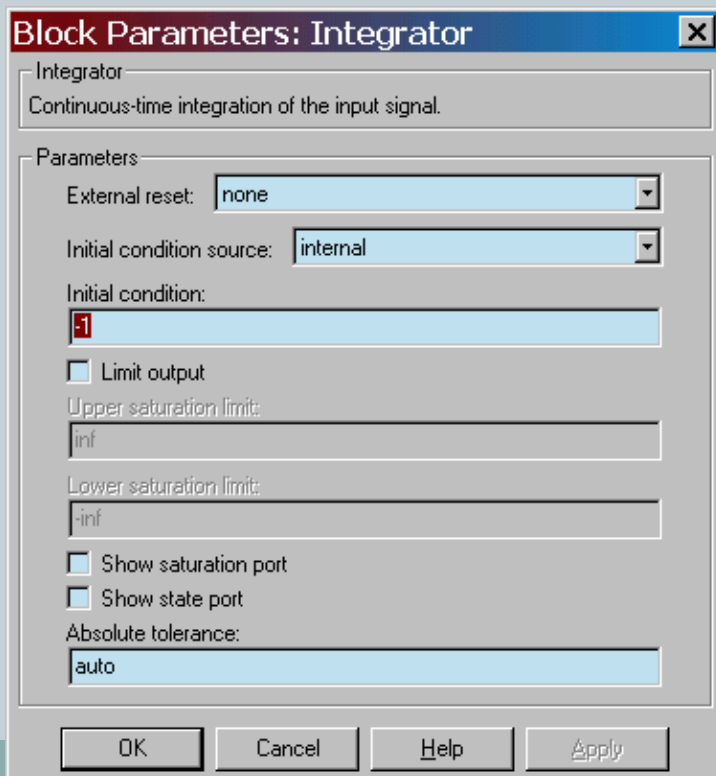 Block Parameters: Integrator
Integrator
Continuous-time integration of the input signal.
Parameters
External reset: none
Initial condition source: internal
Initial condition:
-1
Limit output
Upper saturation limit:
inf
Lower saturation limit:
-inf
Show saturation port
Show state port
Absolute tolerance:
auto
OK Cancel Help Apply